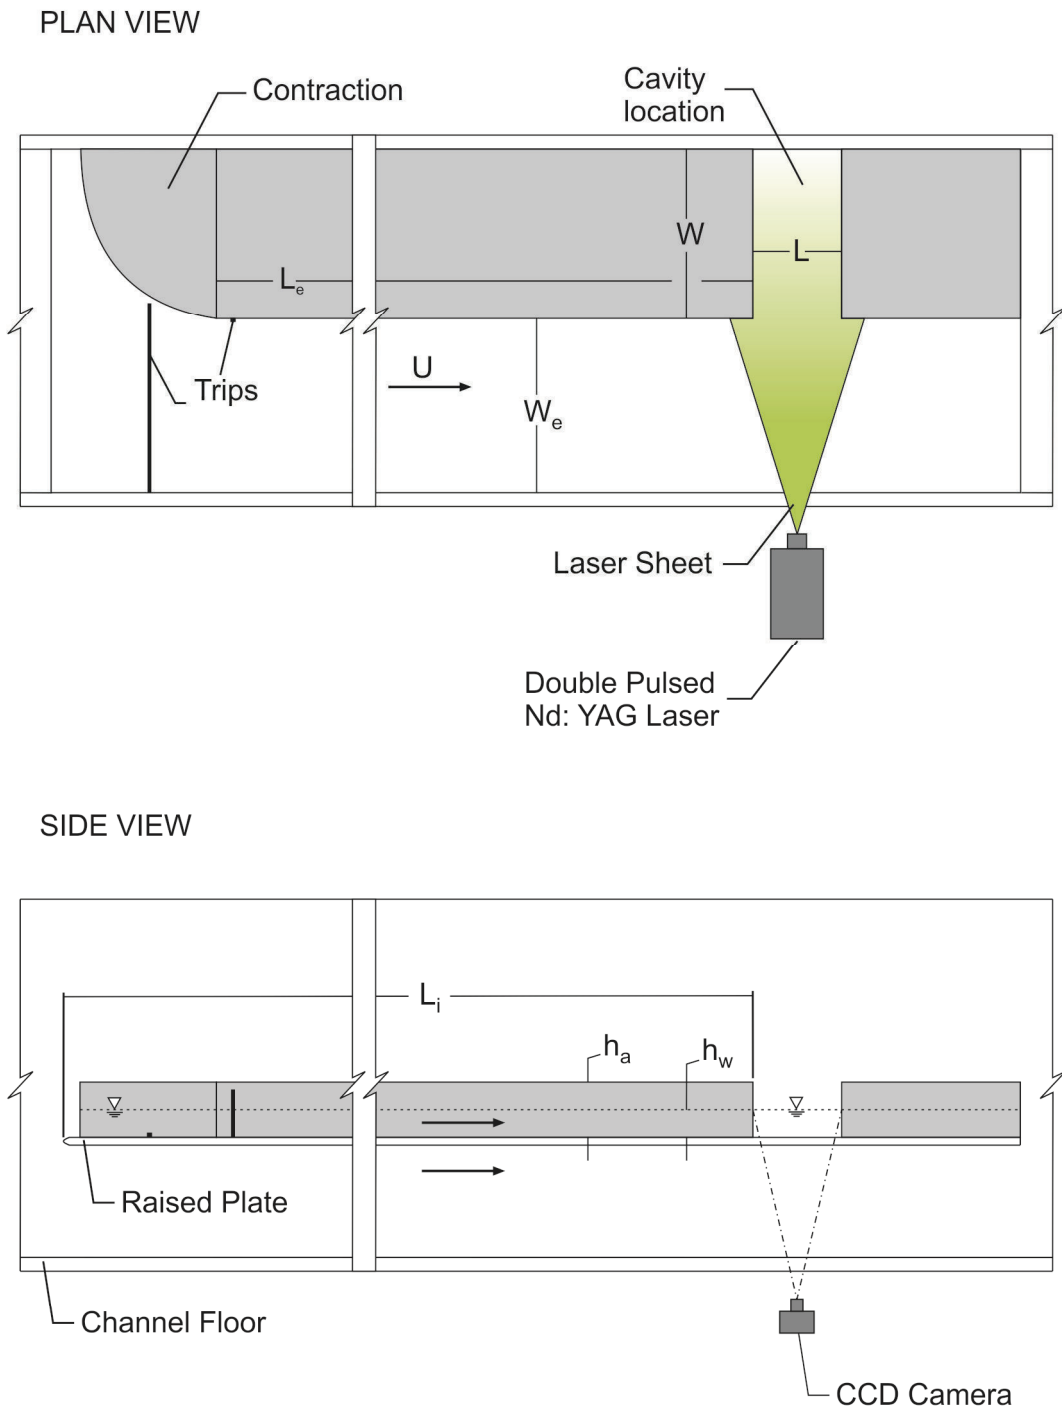 PLAN VIEW
Contraction
Cavity
location
W
L
Lₑ
U
Trips
Wₑ
Laser Sheet
Double Pulsed
Nd: YAG Laser
SIDE VIEW
Lᵢ
hₐ
h_w
Raised Plate
Channel Floor
CCD Camera